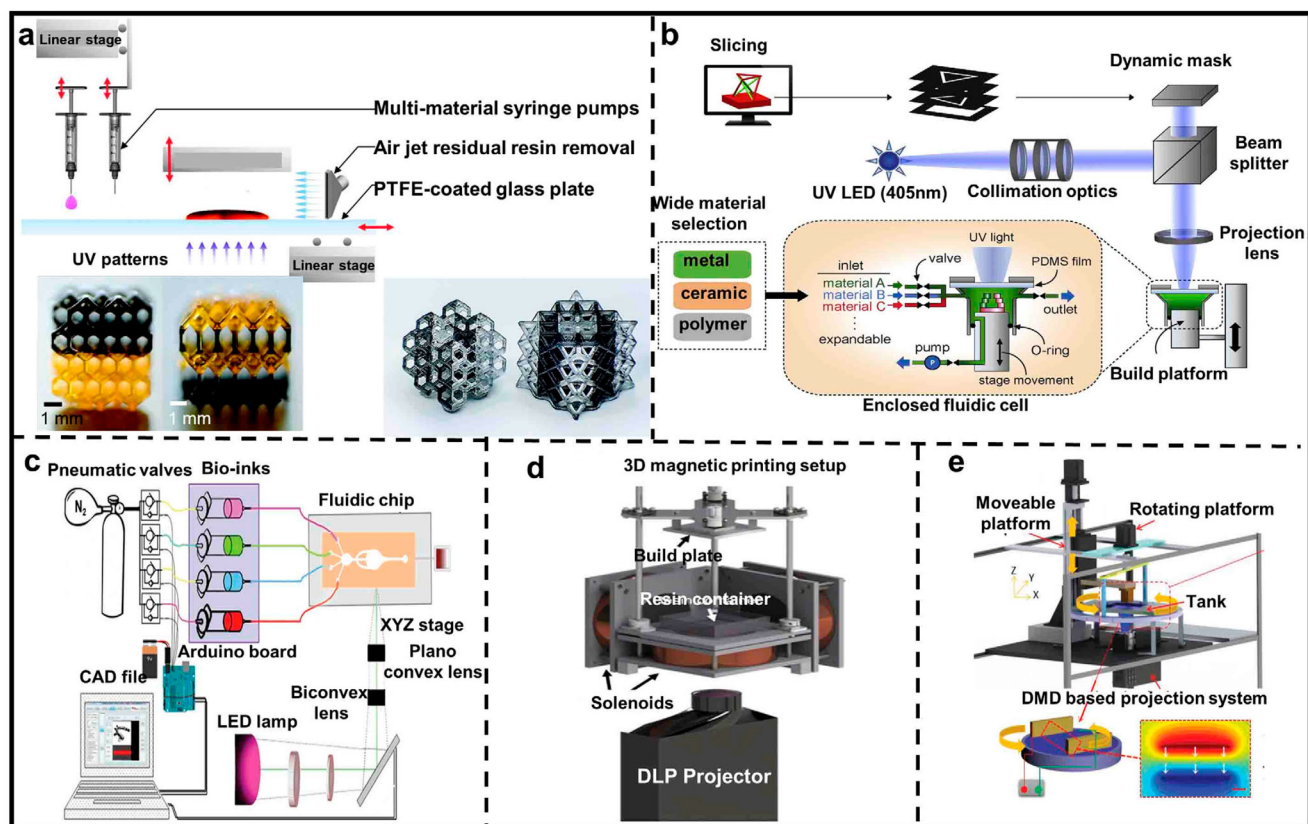 a
Linear stage
Multi-material syringe pumps
Air jet residual resin removal
PTFE-coated glass plate
UV patterns
Linear stage
1 mm
1 mm
b
Slicing
Dynamic mask
Beam
splitter
UV LED (405nm)
Collimation optics
Projection
lens
Wide material
selection
metal
ceramic
polymer
UV light
inlet
valve
PDMS film
material A
material B
material C
expandable
outlet
pump
P
O-ring
stage movement
Build platform
Enclosed fluidic cell
c
Pneumatic valves
Bio-inks
N2
Fluidic chip
Arduino board
XYZ stage
Plano
convex lens
CAD file
Biconvex
lens
LED lamp
d
3D magnetic printing setup
Build plate
Resin container
Solenoids
DLP Projector
e
Moveable
platform
Rotating platform
Z
Y
X
Tank
DMD based projection system